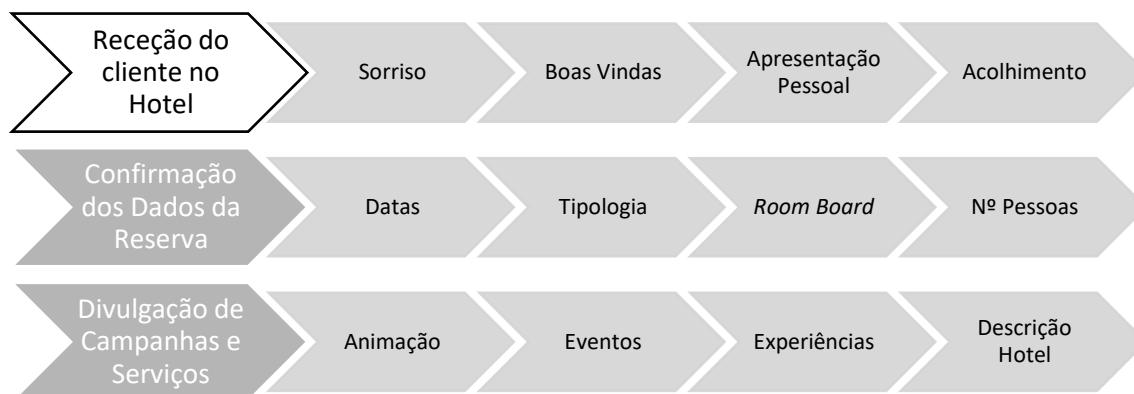 Receção do
cliente no
Hotel
Sorriso
Boas Vindas
Apresentação
Pessoal
Acolhimento
Confirmação
dos Dados da
Reserva
Datas
Tipologia
Room Board
Nº Pessoas
Divulgação de
Campanhas e
Serviços
Animação
Eventos
Experiências
Descrição
Hotel